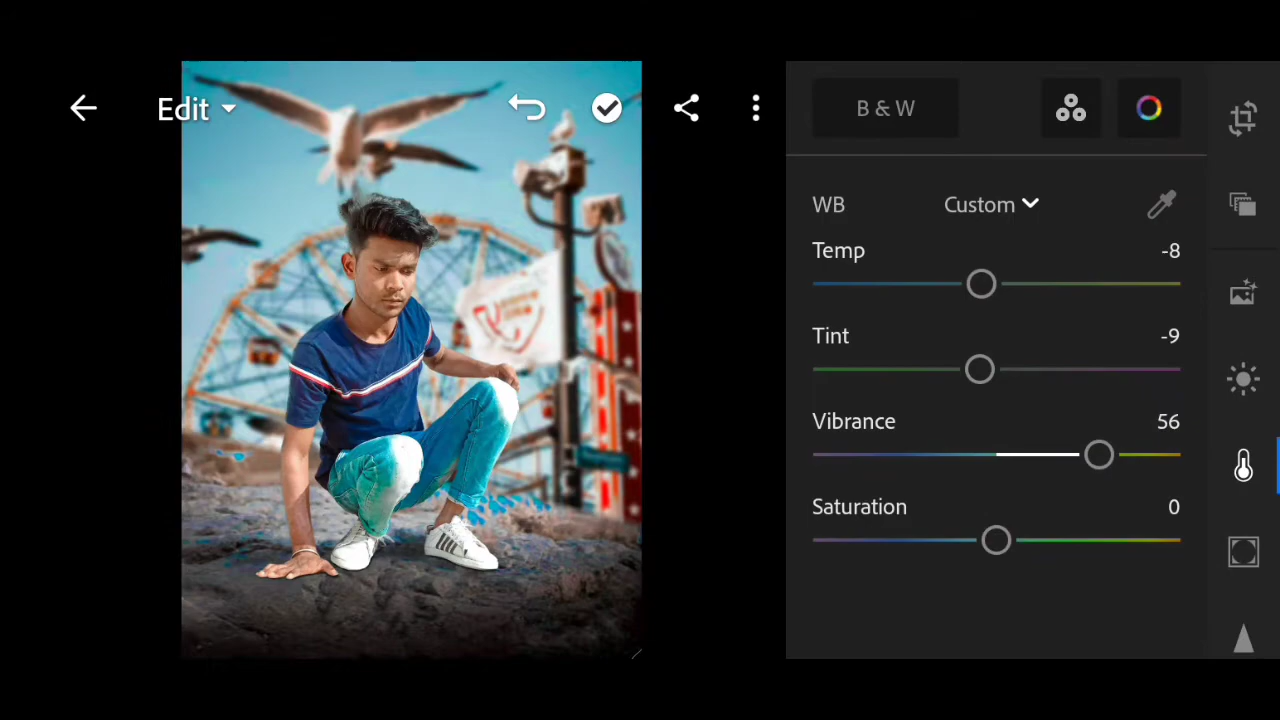 Edit
B & W
WB Custom
Temp -8
Tint -9
Vibrance 56
Saturation 0